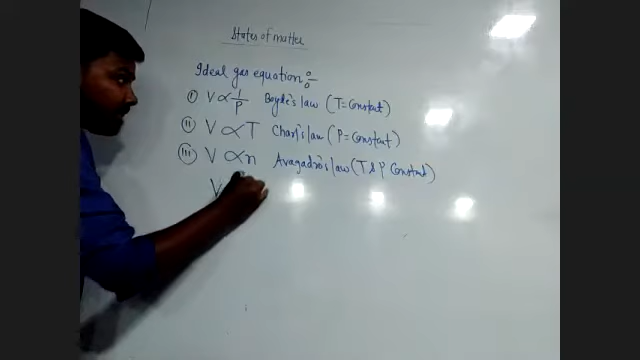 States of matter
Ideal gas equation :-
(i) V ∝ 1/P Boyle's law (T = Constant)
(ii) V ∝ T Charl's law (P = Constant)
(iii) V ∝ n Avagadro's law (T & P Constant)
V